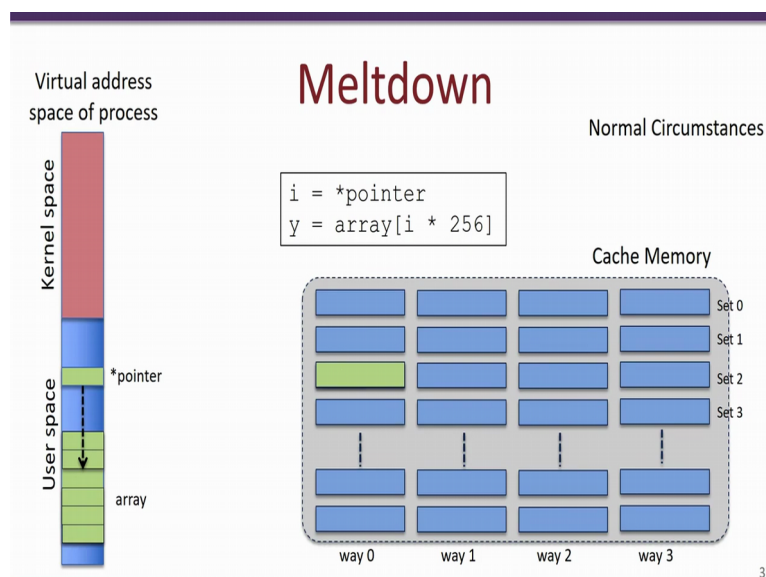 Meltdown
Virtual address
space of process
Normal Circumstances
Kernel space
i = *pointer
y = array[i * 256]
Cache Memory
Set 0
Set 1
*pointer
Set 2
User space
Set 3
array
way 0
way 1
way 2
way 3
3